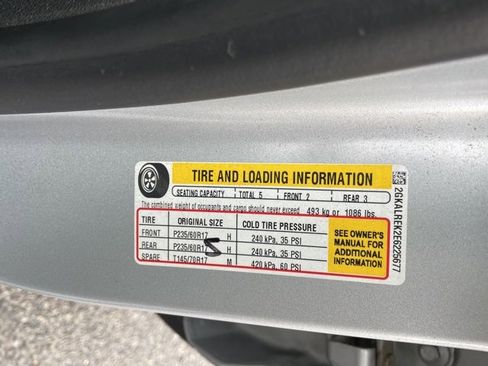 TIRE AND LOADING INFORMATION
SEATING CAPACITY TOTAL 5 FRONT 2 REAR 3
The combined weight of occupants and cargo should never exceed 493 kg or 1086 lbs.
TIRE ORIGINAL SIZE COLD TIRE PRESSURE
FRONT P235/60R17 H 240 kPa, 35 PSI
REAR P235/60R17 H 240 kPa, 35 PSI
SPARE T145/70R17 M 420 kPa, 60 PSI
SEE OWNER'S
MANUAL FOR
ADDITIONAL
INFORMATION
2GKALREK2E6225677